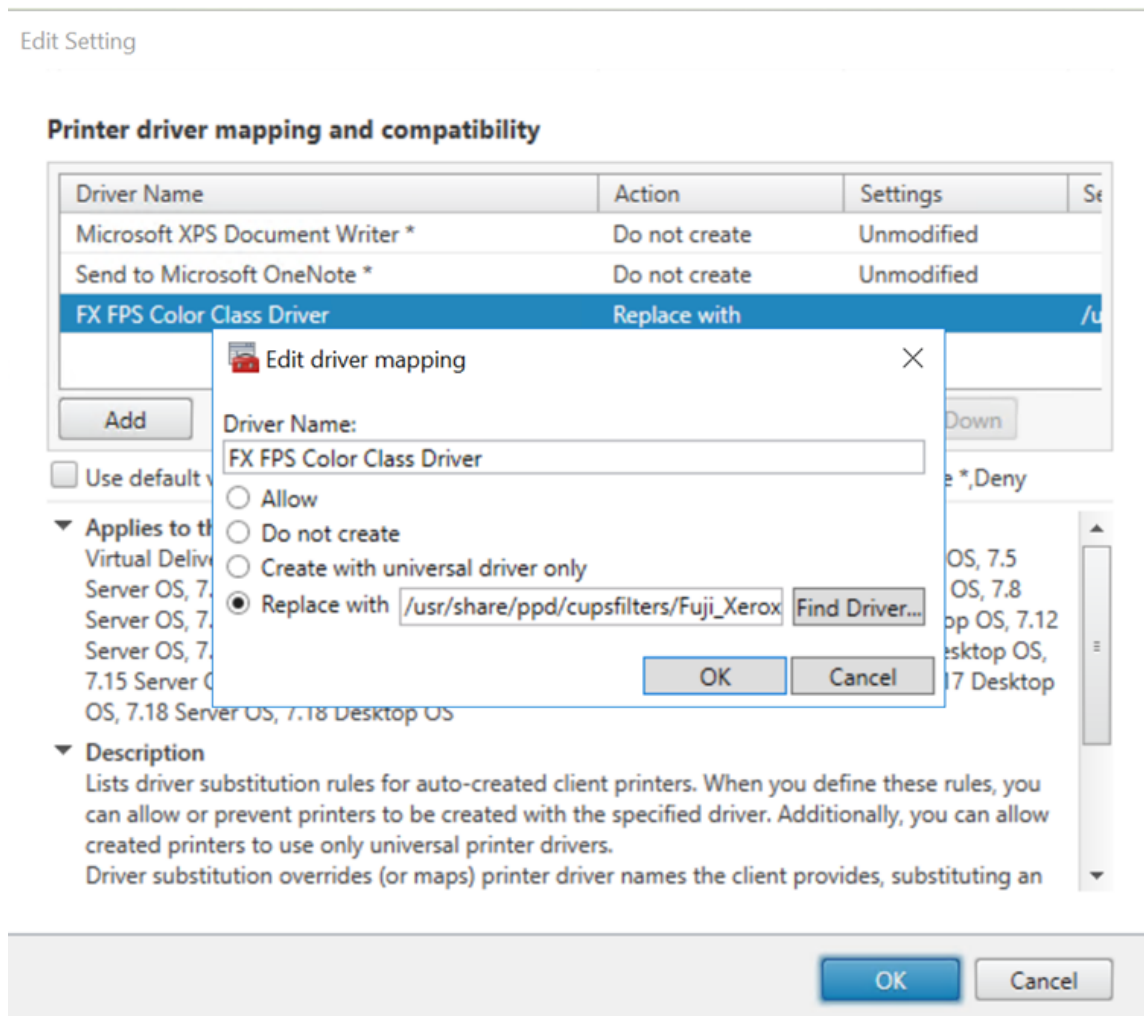 Edit Setting
Printer driver mapping and compatibility
Driver Name Action Settings
Microsoft XPS Document Writer * Do not create Unmodified
Send to Microsoft OneNote * Do not create Unmodified
FX FPS Color Class Driver Replace with
Edit driver mapping
Add Down
Driver Name:
FX FPS Color Class Driver
Use default *,Deny
Allow
Applies to
Do not create
Virtual OS, 7.5
Create with universal driver only
Server OS, OS, 7.8
Replace with /usr/share/ppd/cupsfilters/Fuji_Xerox Find Driver...
Server OS, OS, 7.12
Server OS, OS,
OK Cancel
7.15 Server Desktop
OS, 7.18 Server OS, 7.18 Desktop OS
Description
Lists driver substitution rules for auto-created client printers. When you define these rules, you
can allow or prevent printers to be created with the specified driver. Additionally, you can allow
created printers to use only universal printer drivers.
Driver substitution overrides (or maps) printer driver names the client provides, substituting an
OK Cancel